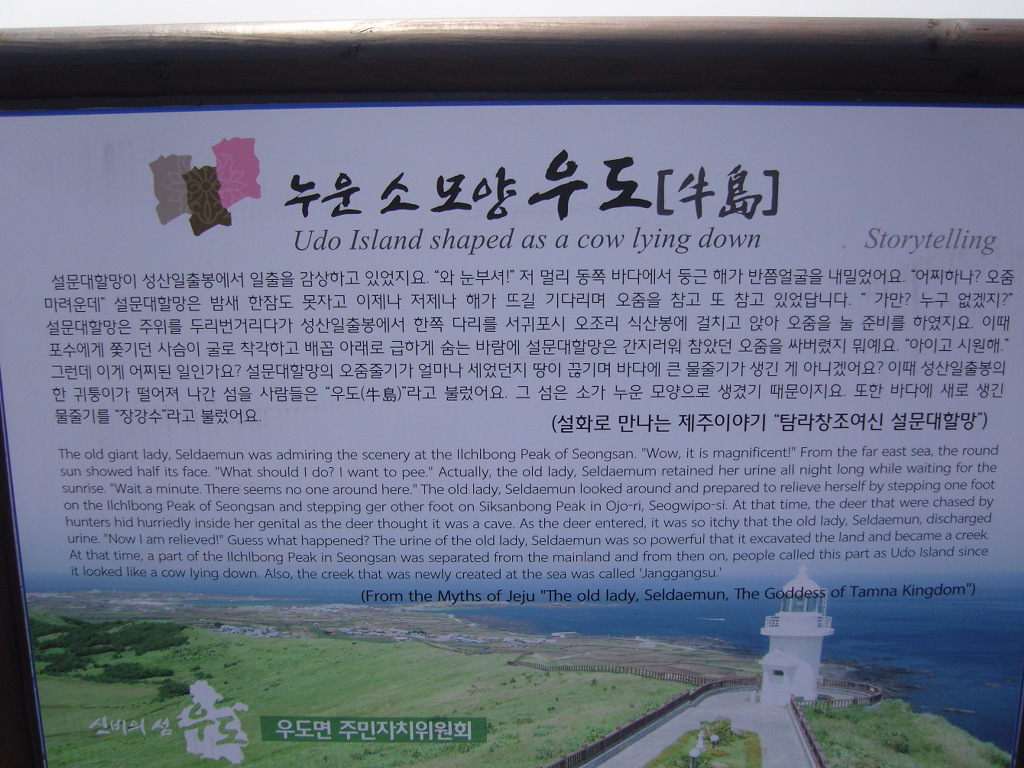 누운 소 모양 우도[牛島]
Udo Island shaped as a cow lying down
Storytelling
설문대할망이 성산일출봉에서 일출을 감상하고 있었지요. “와 눈부셔!” 저 멀리 동쪽 바다에서 둥근 해가 반쯤얼굴을 내밀었어요. “어찌하나? 오줌
마려운데” 설문대할망은 밤새 한잠도 못자고 이제나 저제나 해가 뜨길 기다리며 오줌을 참고 또 참고 있었답니다. “ 가만? 누구 없겠지?”
설문대할망은 주위를 두리번거리다가 성산일출봉에서 한쪽 다리를 서귀포시 오조리 식산봉에 걸치고 앉아 오줌을 눌 준비를 하였지요. 이때
포수에게 쫓기던 사슴이 굴로 착각하고 배꼽 아래로 급하게 숨는 바람에 설문대할망은 간지러워 참았던 오줌을 싸버렸지 뭐예요. “아이고 시원해.”
그런데 이게 어찌된 일인가요? 설문대할망의 오줌줄기가 얼마나 세었던지 땅이 끊기며 바다에 큰 물줄기가 생긴 게 아니겠어요? 이때 성산일출봉의
한 귀퉁이가 떨어져 나간 섬을 사람들은 “우도(牛島)”라고 불렀어요. 그 섬은 소가 누운 모양으로 생겼기 때문이지요. 또한 바다에 새로 생긴
물줄기를 “장강수”라고 불렀어요.
(설화로 만나는 제주이야기 “탐라창조여신 설문대할망”)
The old giant lady, Seldaemun was admiring the scenery at the Ilchlbong Peak of Seongsan. "Wow, it is magnificent!" From the far east sea, the round
sun showed half its face. "What should I do? I want to pee." Actually, the old lady, Seldaemum retained her urine all night long while waiting for the
sunrise. "Wait a minute. There seems no one around here." The old lady, Seldaemun looked around and prepared to relieve herself by stepping one foot
on the Ilchlbong Peak of Seongsan and stepping ger other foot on Siksanbong Peak in Ojo-ri, Seogwipo-si. At that time, the deer that were chased by
hunters hid hurriedly inside her genital as the deer thought it was a cave. As the deer entered, it was so itchy that the old lady, Seldaemun, discharged
urine. "Now I am relieved!" Guess what happened? The urine of the old lady, Seldaemun was so powerful that it excavated the land and became a creek.
At that time, a part of the Ilchlbong Peak in Seongsan was separated from the mainland and from then on, people called this part as Udo Island since
it looked like a cow lying down. Also, the creek that was newly created at the sea was called 'Janggangsu.'
(From the Myths of Jeju "The old lady, Seldaemun, The Goddess of Tamna Kingdom")
신비의 섬 우도 우도면 주민자치위원회